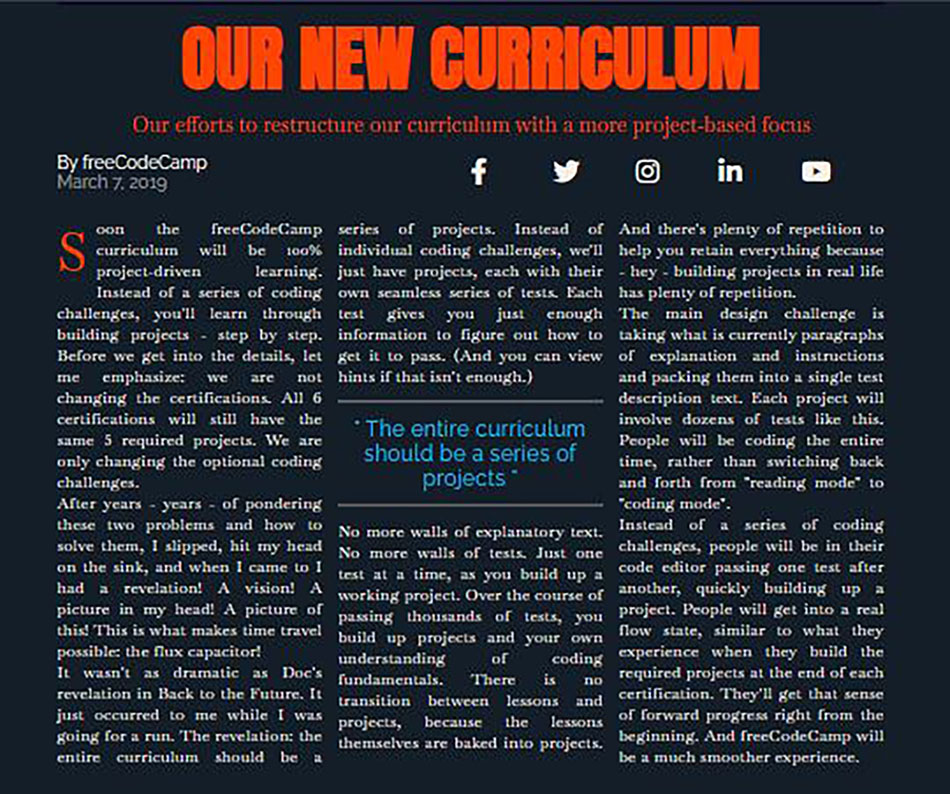 OUR NEW CURRICULUM
Our efforts to restructure our curriculum with a more project-based focus
By freeCodeCamp
March 7, 2019
Soon the freeCodeCamp
curriculum will be 100%
project-driven learning.
Instead of a series of coding
challenges, you'll learn through
building projects - step by step.
Before we get into the details, let
me emphasize: we are not
changing the certifications. All 6
certifications will still have the
same 5 required projects. We are
only changing the optional coding
challenges.
After years - years - of pondering
these two problems and how to
solve them, I slipped, hit my head
on the sink, and when I came to I
had a revelation! A vision! A
picture in my head! A picture of
this! This is what makes time travel
possible: the flux capacitor!
It wasn't as dramatic as Doc's
revelation in Back to the Future. It
just occurred to me while I was
going for a run. The revelation: the
entire curriculum should be a
series of projects. Instead of
individual coding challenges, we'll
just have projects, each with their
own seamless series of tests. Each
test gives you just enough
information to figure out how to
get it to pass. (And you can view
hints if that isn't enough.)
" The entire curriculum
should be a series of
projects "
No more walls of explanatory text.
No more walls of tests. Just one
test at a time, as you build up a
working project. Over the course of
passing thousands of tests, you
build up projects and your own
understanding of coding
fundamentals. There is no
transition between lessons and
projects, because the lessons
themselves are baked into projects.
And there's plenty of repetition to
help you retain everything because
- hey - building projects in real life
has plenty of repetition.
The main design challenge is
taking what is currently paragraphs
of explanation and instructions
and packing them into a single test
description text. Each project will
involve dozens of tests like this.
People will be coding the entire
time, rather than switching back
and forth from "reading mode" to
"coding mode".
Instead of a series of coding
challenges, people will be in their
code editor passing one test after
another, quickly building up a
project. People will get into a real
flow state, similar to what they
experience when they build the
required projects at the end of each
certification. They'll get that sense
of forward progress right from the
beginning. And freeCodeCamp will
be a much smoother experience.